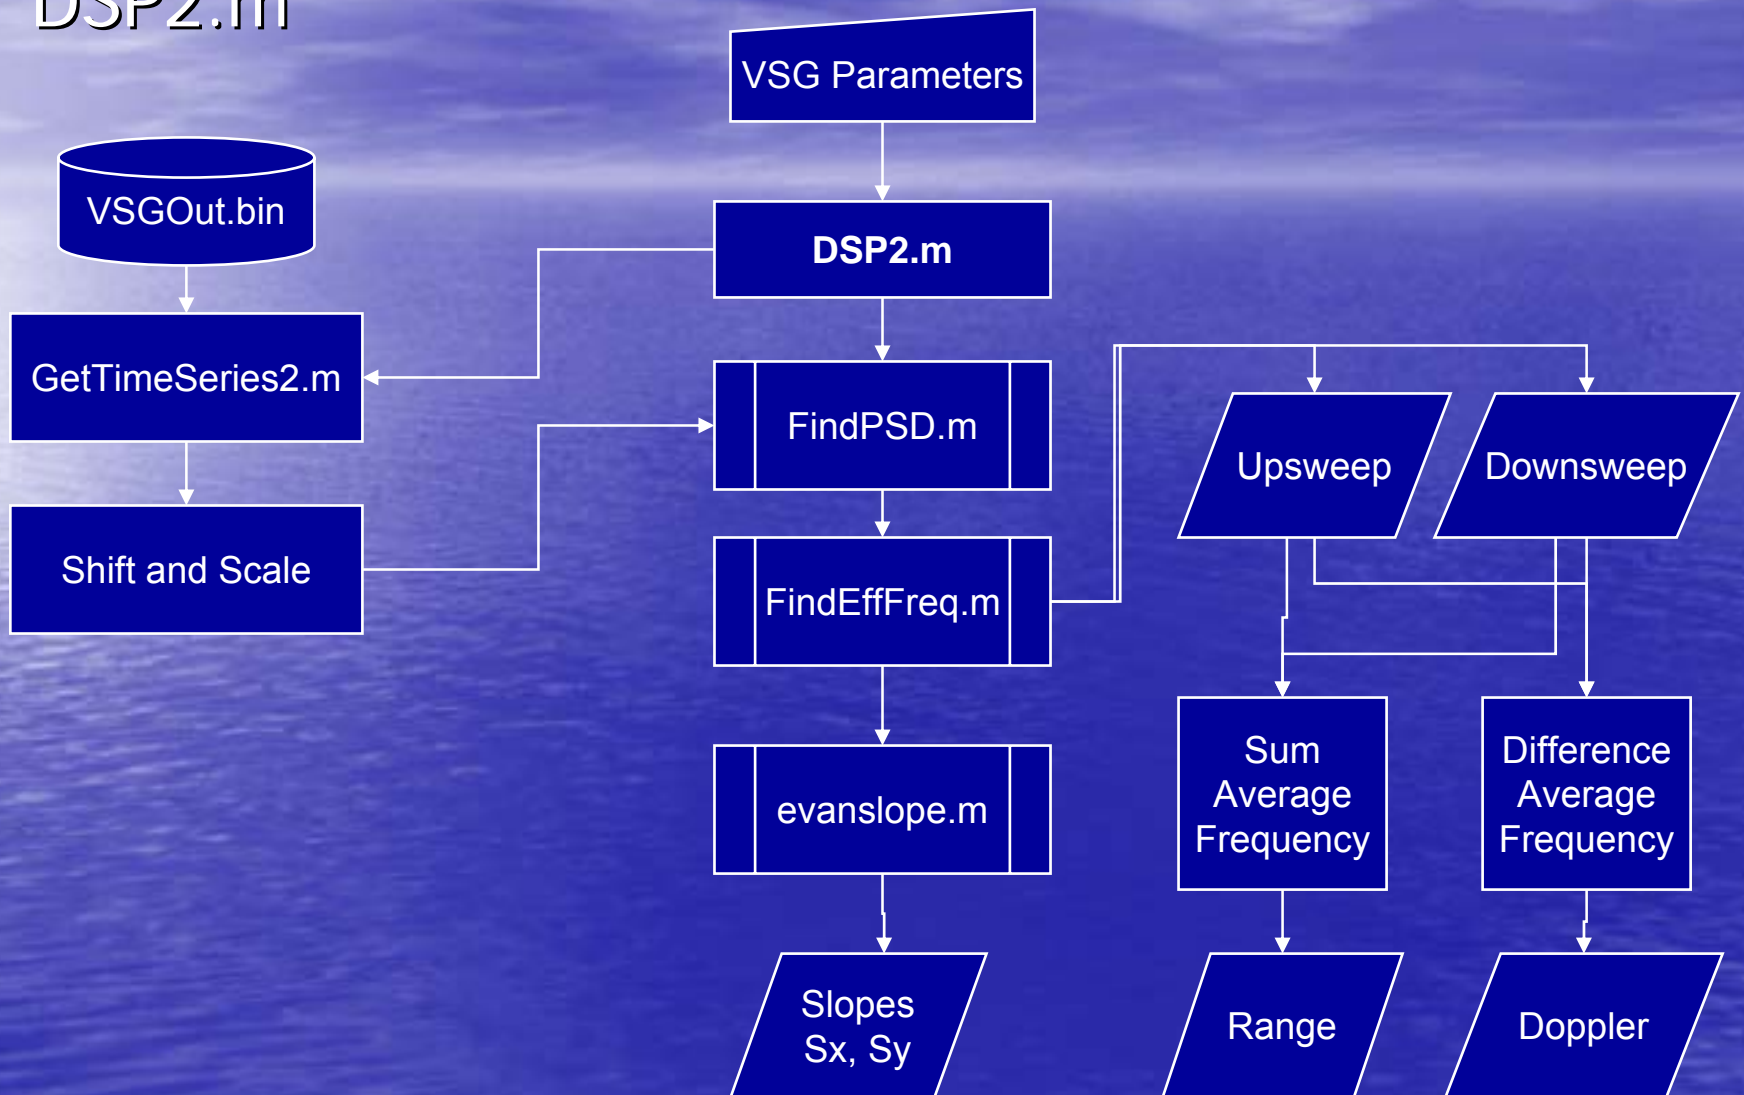 DSP2.m
VSG Parameters
VSGOut.bin
DSP2.m
GetTimeSeries2.m
FindPSD.m
Upsweep
Downsweep
Shift and Scale
FindEffFreq.m
evanslope.m
Sum
Average
Frequency
Difference
Average
Frequency
Slopes
Sx, Sy
Range
Doppler